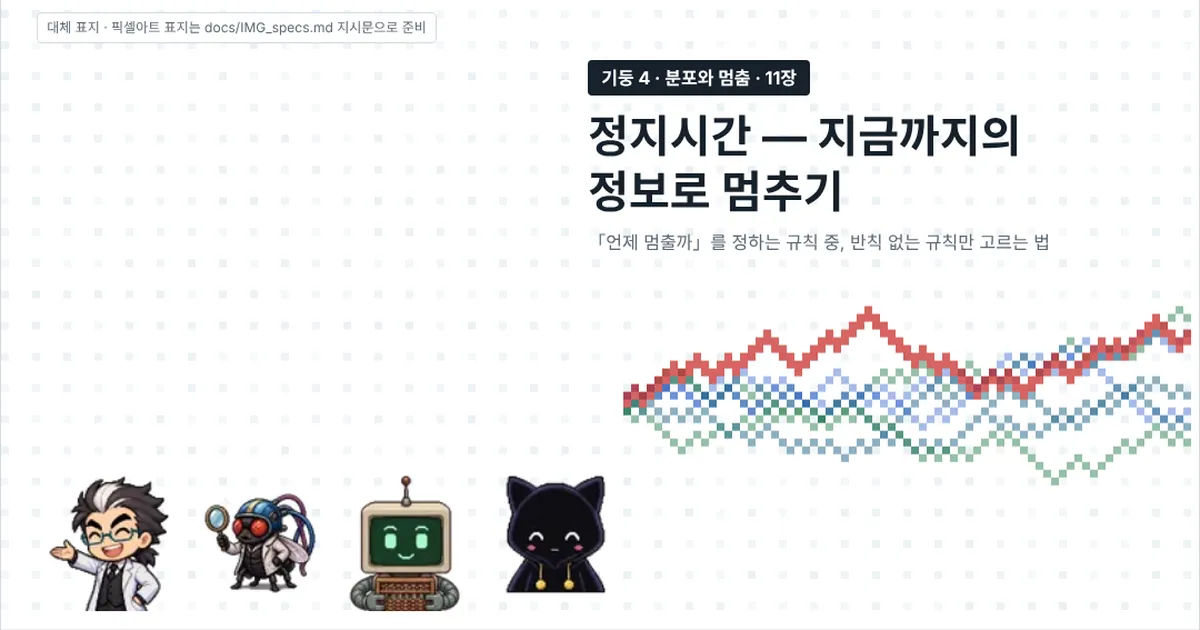 대체 표지 · 픽셀아트 표지는 docs/IMG_specs.md 지시문으로 준비
기둥 4 · 분포와 멈춤 · 11장
정지시간 — 지금까지의
정보로 멈추기
「언제 멈출까」를 정하는 규칙 중, 반칙 없는 규칙만 고르는 법